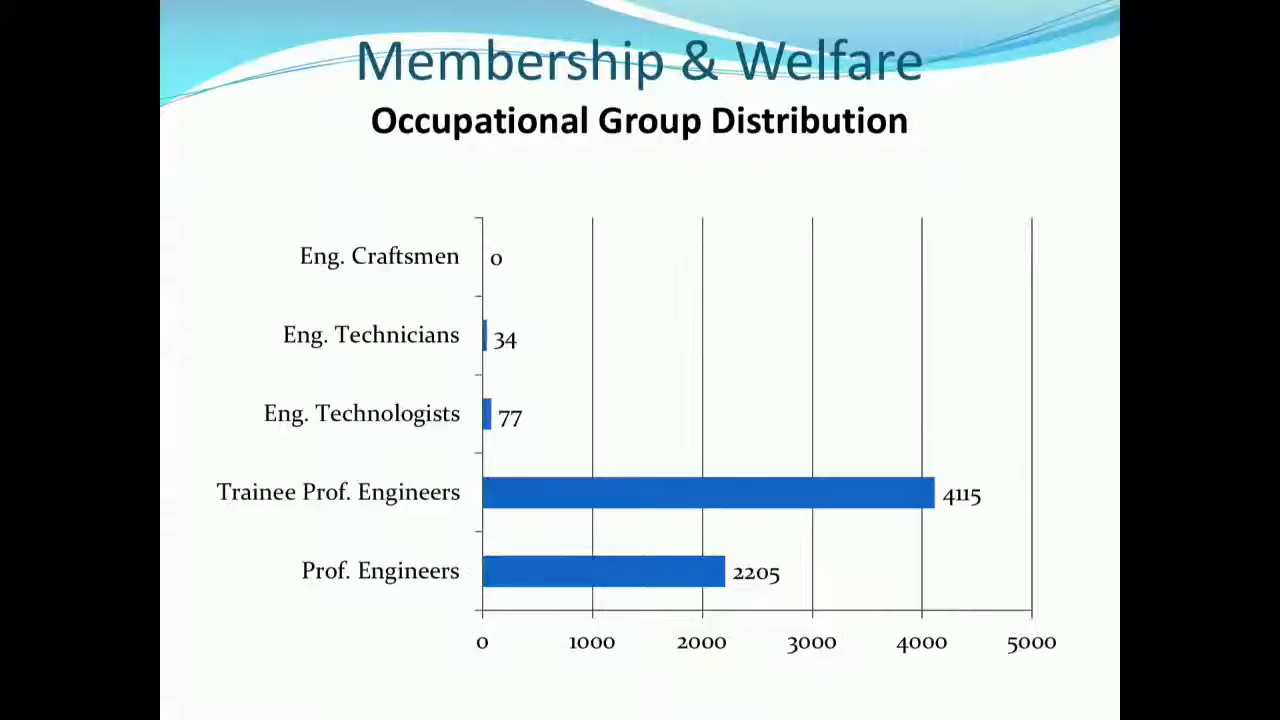 Membership & Welfare
Occupational Group Distribution
Eng. Craftsmen 0
Eng. Technicians 34
Eng. Technologists 77
Trainee Prof. Engineers 4115
Prof. Engineers 2205
0 1000 2000 3000 4000 5000